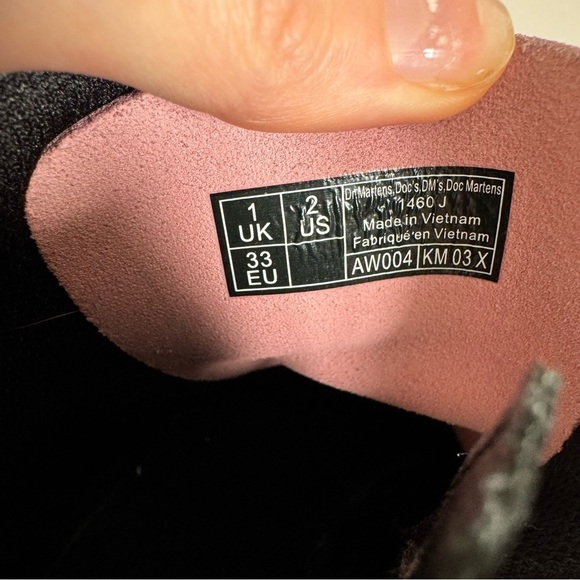 1 UK
2 US
33 EU
Dr.Martens,Doc's,DM's,Doc Martens
1460 J
Made in Vietnam
Fabriqué en Vietnam
AW004
KM 03 X